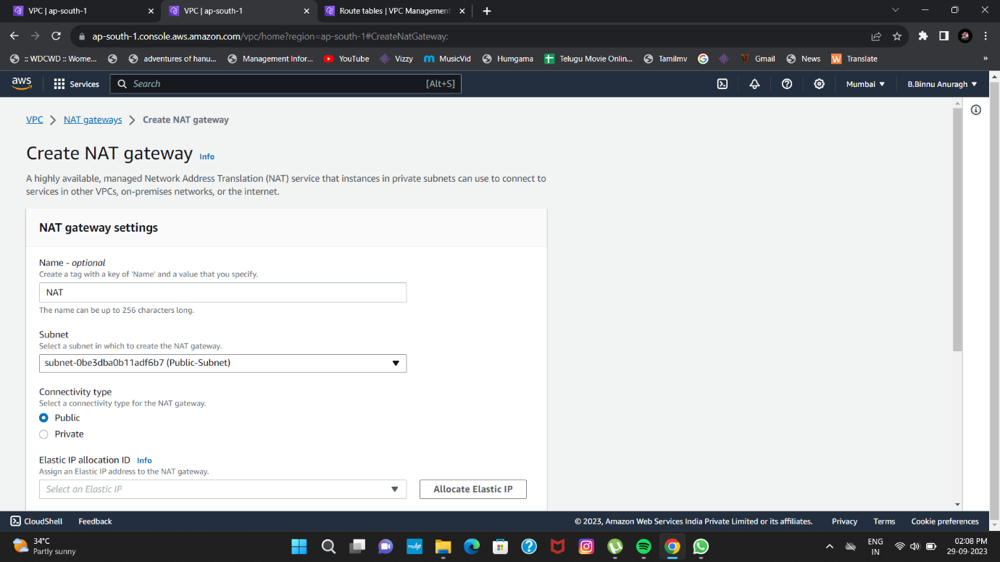 VPC | ap-south-1
VPC | ap-south-1
Route tables | VPC Management
ap-south-1.console.aws.amazon.com/vpc/home?region=ap-south-1#CreateNatGateway:
:: WDCWD :: Wome...
adventures of hanu...
Management Infor...
YouTube
Vizzy
MusicVid
Humgama
Telugu Movie Onlin...
Tamilmv
Gmail
News
Translate
»
aws
Services
Search
[Alt+S]
Mumbai
B.Binnu Anuragh
VPC
NAT gateways
Create NAT gateway
Create NAT gateway Info
A highly available, managed Network Address Translation (NAT) service that instances in private subnets can use to connect to
services in other VPCs, on-premises networks, or the internet.
NAT gateway settings
Name - optional
Create a tag with a key of 'Name' and a value that you specify.
NAT
The name can be up to 256 characters long.
Subnet
Select a subnet in which to create the NAT gateway.
subnet-0be3dba0b11adf6b7 (Public-Subnet)
Connectivity type
Select a connectivity type for the NAT gateway.
Public
Private
Elastic IP allocation ID Info
Assign an Elastic IP address to the NAT gateway.
Select an Elastic IP
Allocate Elastic IP
CloudShell
Feedback
© 2023, Amazon Web Services India Private Limited or its affiliates.
Privacy
Terms
Cookie preferences
34°C
Partly sunny
myhp
ENG
IN
02:08 PM
29-09-2023